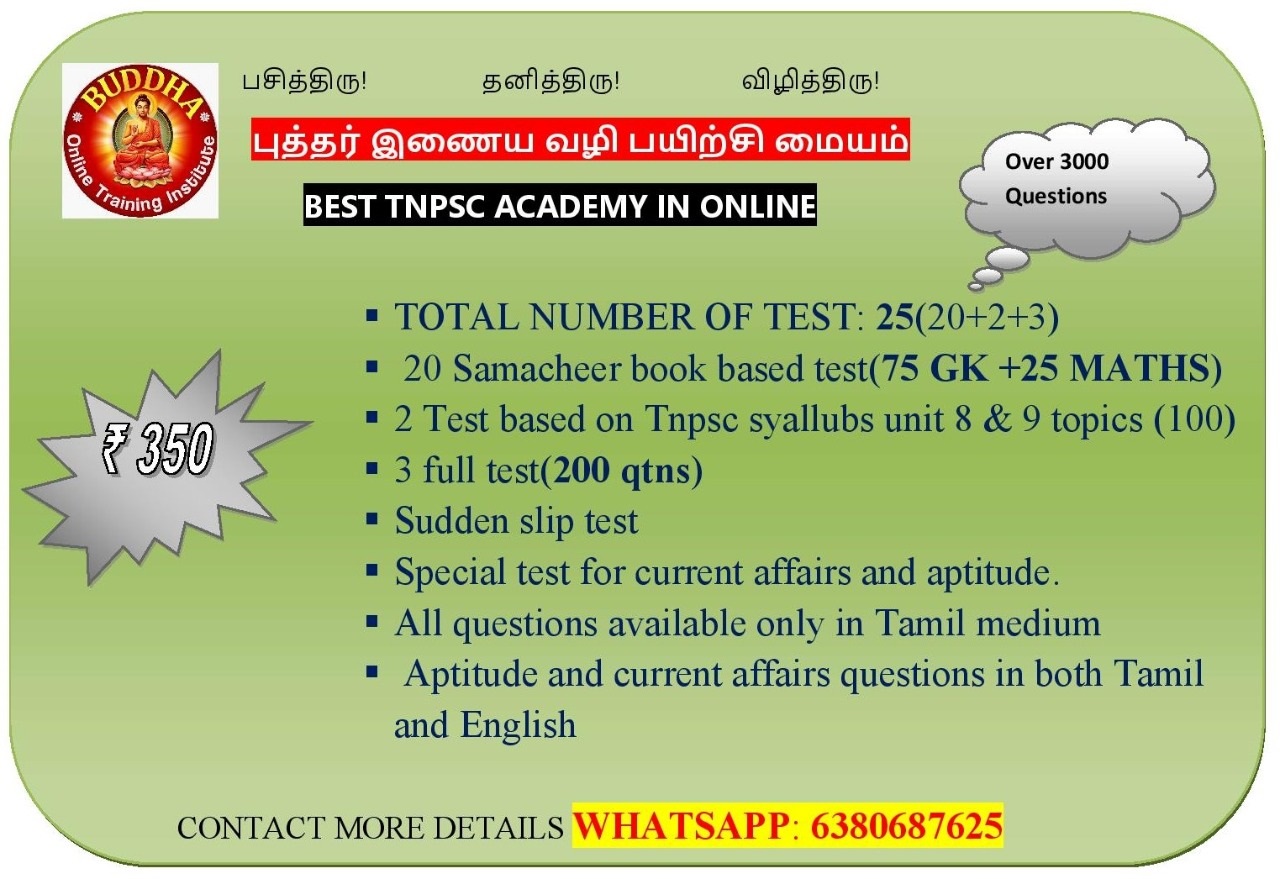 BUDDHA
Online Training Institute
பசித்திரு! தனித்திரு! விழித்திரு!
புத்தர் இணைய வழி பயிற்சி மையம்
BEST TNPSC ACADEMY IN ONLINE
Over 3000
Questions
▪ TOTAL NUMBER OF TEST: 25(20+2+3)
▪ 20 Samacheer book based test(75 GK +25 MATHS)
▪ 2 Test based on Tnpsc syallubs unit 8 & 9 topics (100)
₹ 350
▪ 3 full test(200 qtns)
▪ Sudden slip test
▪ Special test for current affairs and aptitude.
▪ All questions available only in Tamil medium
▪ Aptitude and current affairs questions in both Tamil
and English
CONTACT MORE DETAILS WHATSAPP: 6380687625